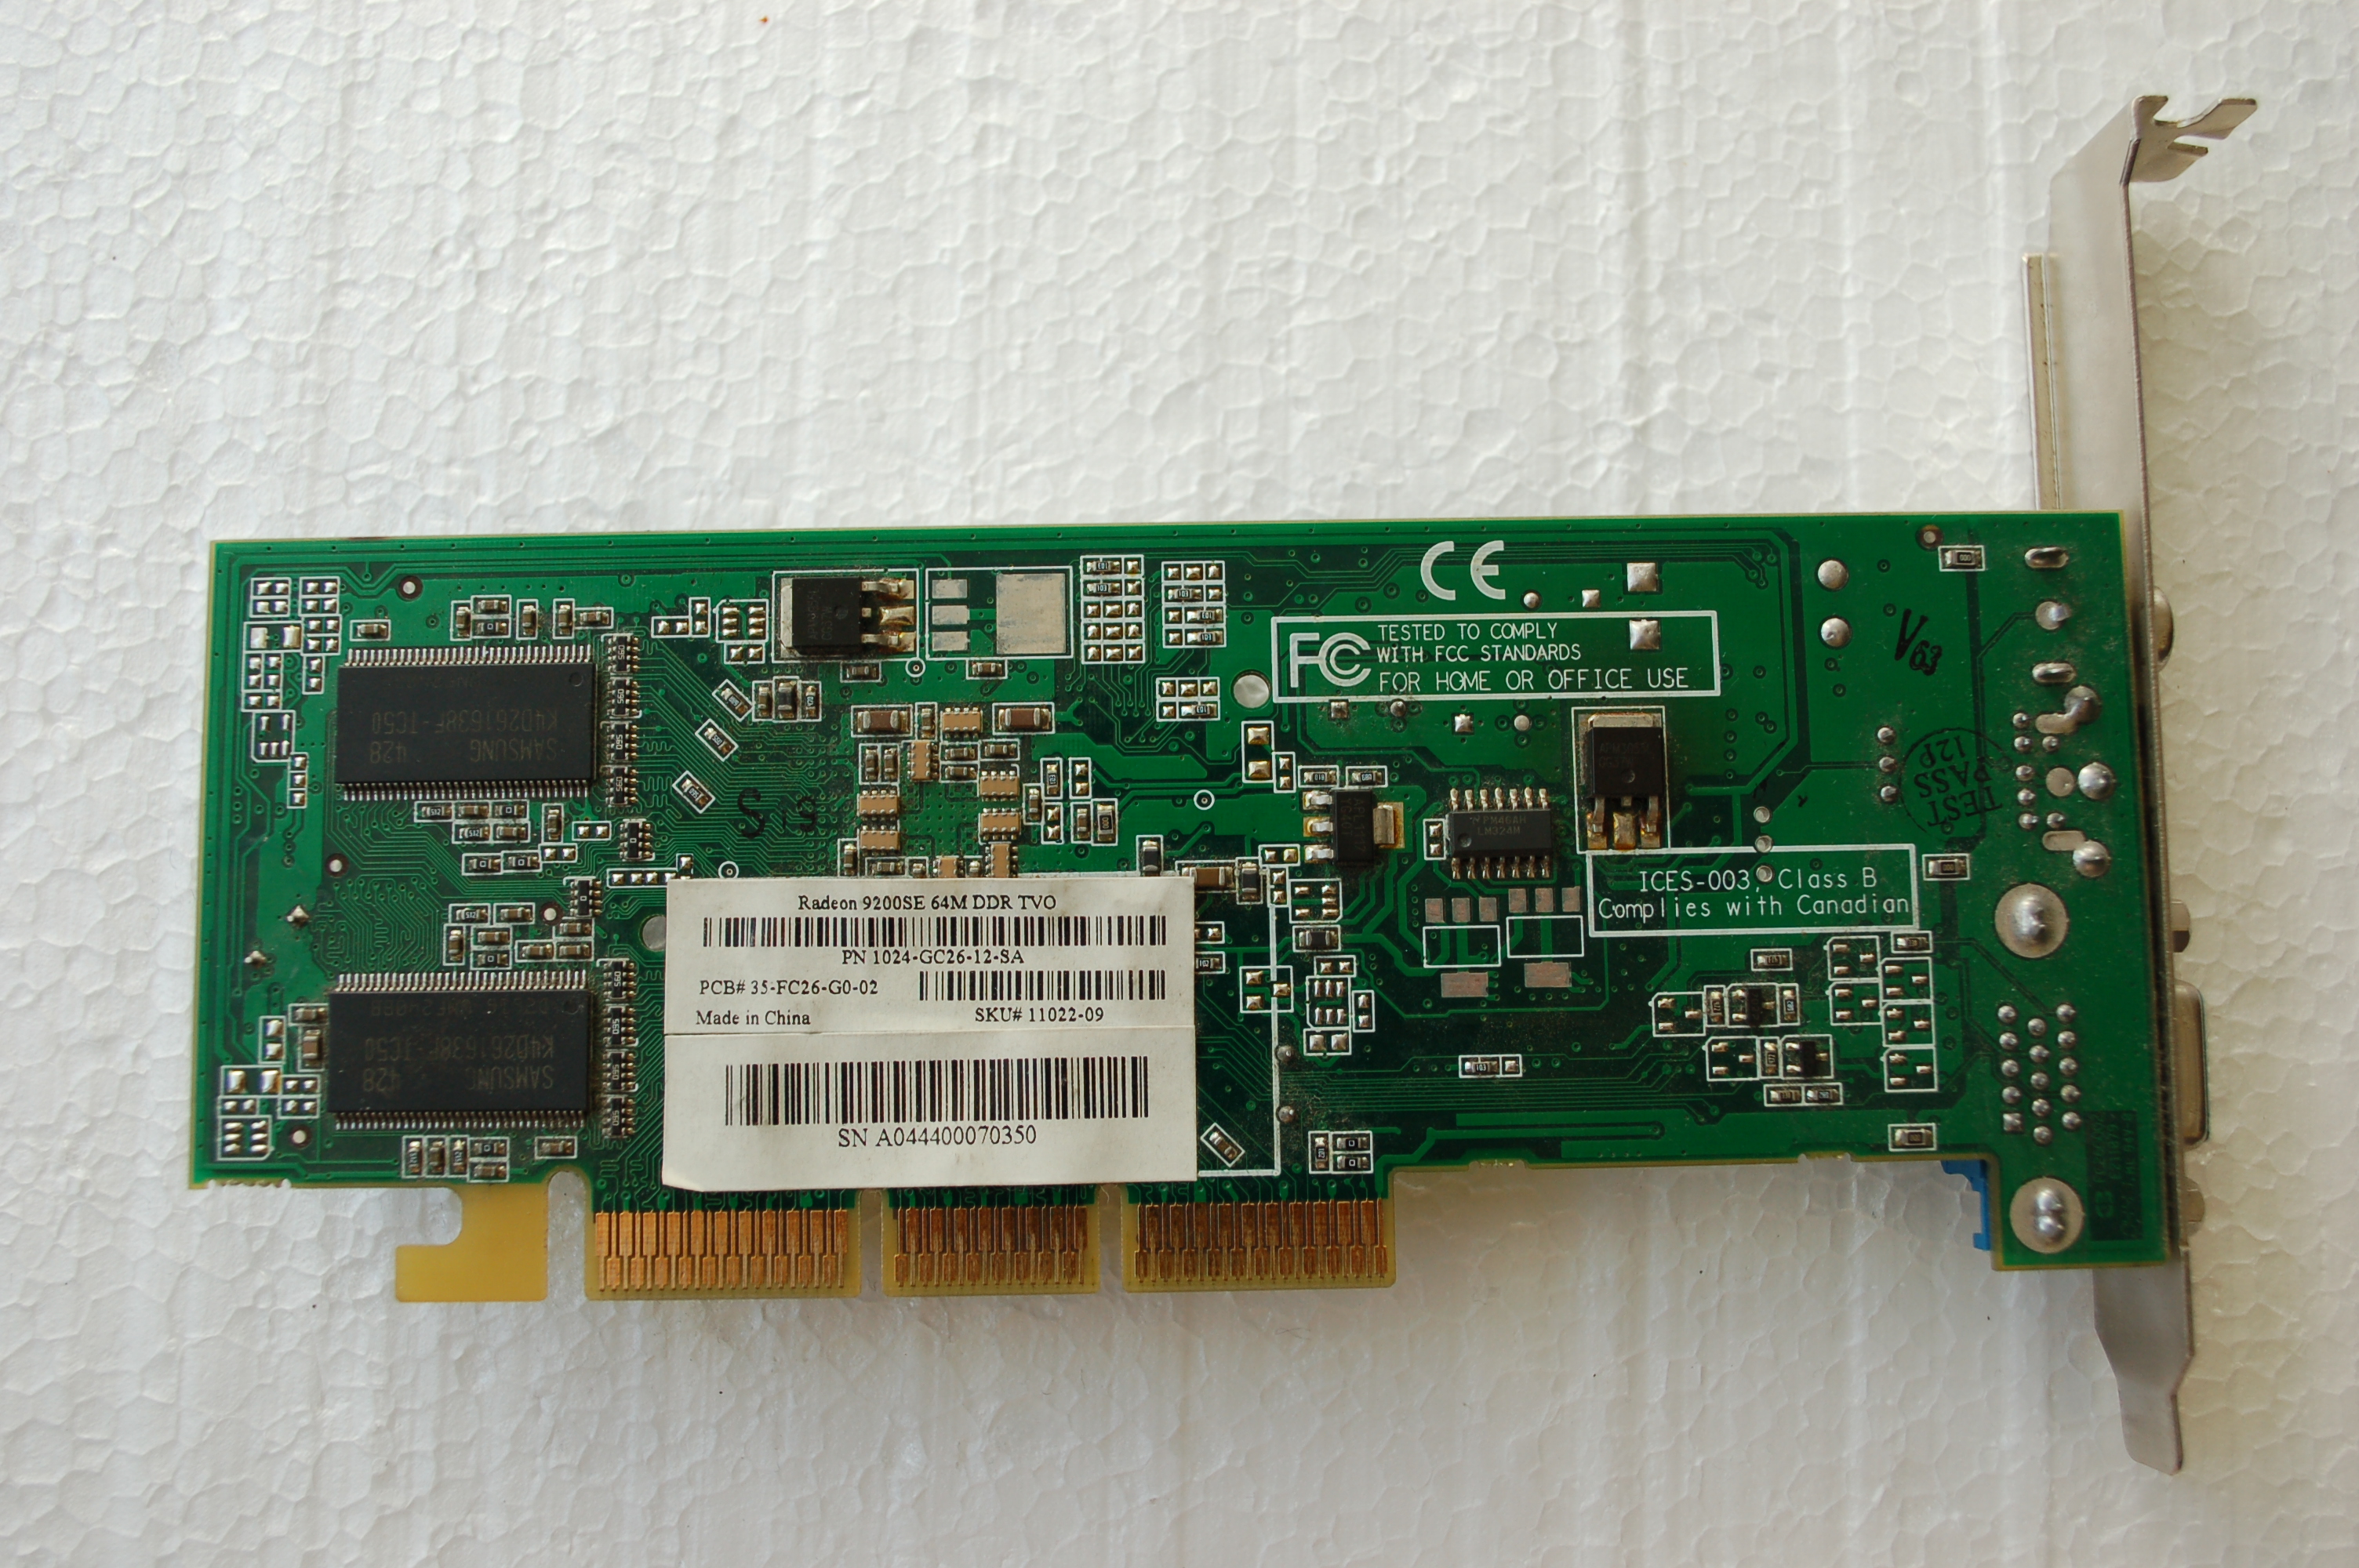 CE
FC
TESTED TO COMPLY
WITH FCC STANDARDS
FOR HOME OR OFFICE USE
V63
SAMSUNG 428
K4D261638F-TC50
TEST
PASS
12P
LM324M
ICES-003, Class B
Complies with Canadian
Radeon 9200SE 64M DDR TVO
PN 1024-GC26-12-SA
PCB# 35-FC26-G0-02
Made in China
SKU# 11022-09
SAMSUNG 428
K4D261638F-TC50
SN A044400070350